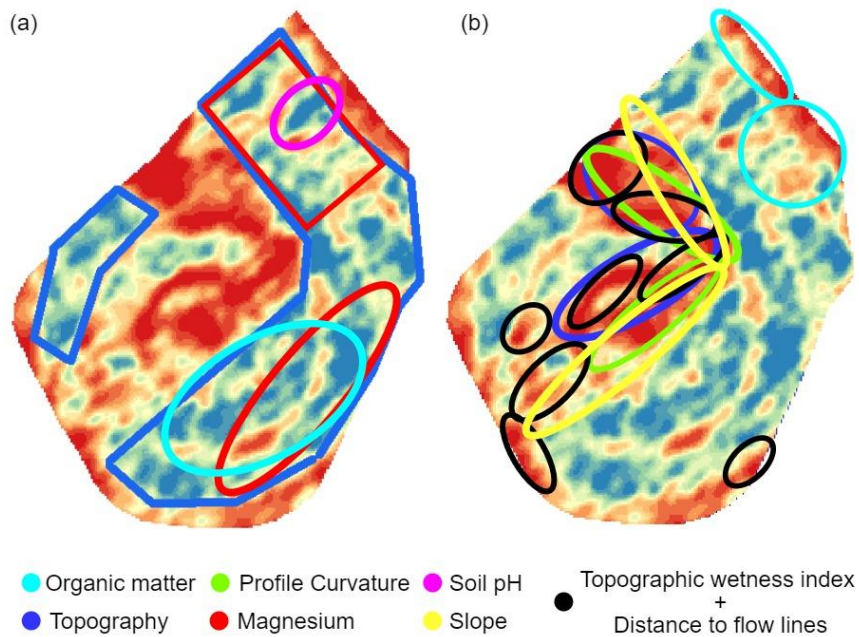 (a)
(b)
Organic matter
Profile Curvature
Soil pH
Topographic wetness index
+
Distance to flow lines
Topography
Magnesium
Slope